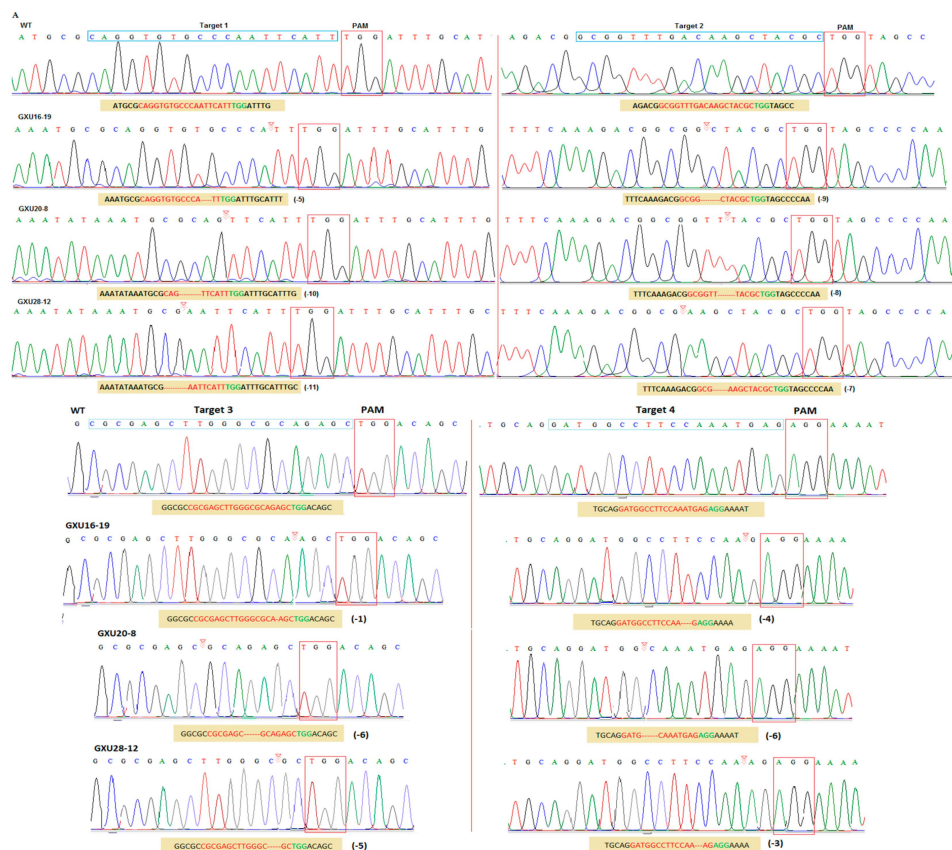 A
WT
Target 1
PAM
A T G C G C A G G T G T G C C C A A T T C A T T T G G A T T T G C A T
ATGCGCAGGTGTGCCCAATTCATTTGGATTTG
Target 2
PAM
A G A C G G C G G T T T G A C A A G C T A C G C T G G T A G C C
AGACGGCGGTTTGACAAGCTACGCTGGTAGCC
GXU16-19
A A A T G C G C A G G T G T G C C C A T T T G G A T T T G C A T T T G
AAATGCGCAGGTGTGCCCA----TTTGGATTTGCATTT (-5)
T T T C A A A G A C G G C G G C T A C G C T G G T A G C C C C A A
TTTCAAAGACGGCGG-------CTACGCTGGTAGCCCCAA (-9)
GXU20-8
A A A T A T A A A T G C G C A G T T C A T T T G G A T T T G C A T T T G
AAATATAAATGCGCAG---------TTCATTTGGATTTGCATTTG (-10)
T T T C A A A G A C G G C G G T T T A C G C T G G T A G C C C C A A
TTTCAAAGACGGCGGTT-------TACGCTGGTAGCCCCAA (-8)
GXU28-12
A A A T A T A A A T G C G A A T T C A T T T G G A T T T G C A T T T G C
AAATATAAATGCG---------AATTCATTTGGATTTGCATTTGC (-11)
T T T C A A A G A C G G C G A A G C T A C G C T G G T A G C C C C A
TTTCAAAGACGGCG------AAGCTACGCTGGTAGCCCCAA (-7)
WT
Target 3
PAM
G C G C G A G C T T G G G C G C A G A G C T G G A C A G C
GGCGCCGCGAGCTTGGGCGCAGAGCTGGACAGC
Target 4
PAM
. T G C A G G A T G G C C T T C C A A A T G A G A G G A A A A T
TGCAGGATGGCCTTCCAAATGAGAGGAAAAT
GXU16-19
G C G C G A G C T T G G G C G C A A G C T G G A C A G C
GGCGCCGCGAGCTTGGGCGCA-AGCTGGACAGC (-1)
. T G C A G G A T G G C C T T C C A A G A G G A A A A
TGCAGGATGGCCTTCCAA----GAGGAAAA (-4)
GXU20-8
G C G C G A G C G C A G A G C T G G A C A G C
GGCGCCGCGAGC------GCAGAGCTGGACAGC (-6)
. T G C A G G A T G G C A A A T G A G A G G A A A A T
TGCAGGATG------CAAATGAGAGGAAAAT (-6)
GXU28-12
G C G C G A G C T T G G G C G C T G G A C A G C
GGCGCCGCGAGCTTGGGC-----GCTGGACAGC (-5)
. T G C A G G A T G G C C T T C C A A A G A G G A A A A
TGCAGGATGGCCTTCCAA---AGAGGAAAA (-3)